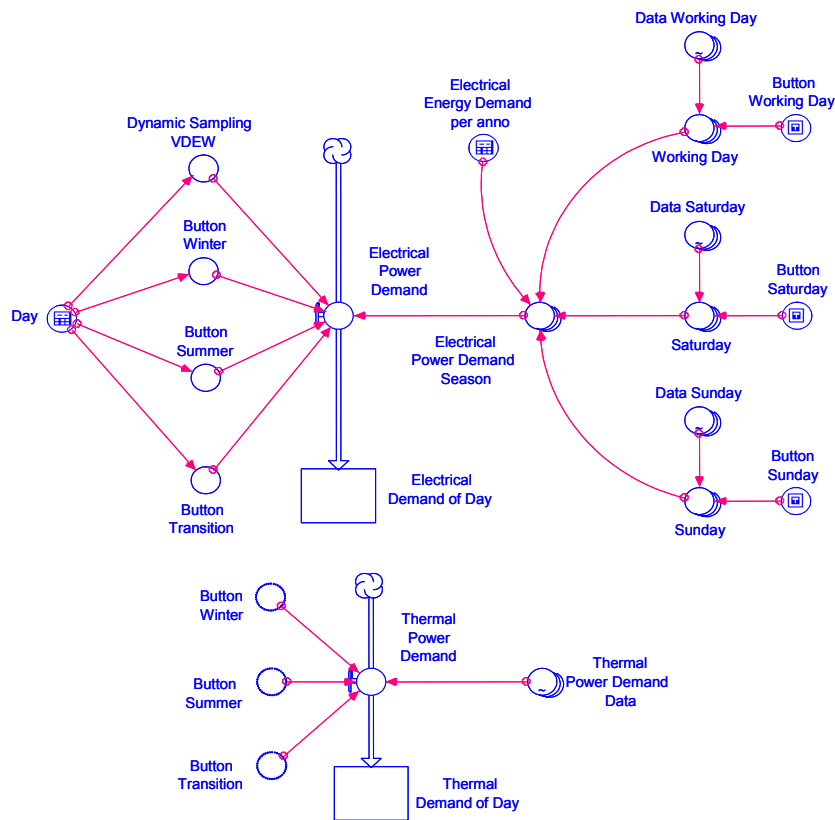 Data Working Day
Button
Working Day
Working Day
Electrical
Energy Demand
per anno
Dynamic Sampling
VDEW
Button
Winter
Electrical
Power
Demand
Data Saturday
Button
Saturday
Saturday
Day
Button
Summer
Electrical
Power Demand
Season
Data Sunday
Button
Sunday
Sunday
Button
Transition
Electrical
Demand of Day
Button
Winter
Thermal
Power
Demand
Button
Summer
Thermal
Power Demand
Data
Button
Transition
Thermal
Demand of Day